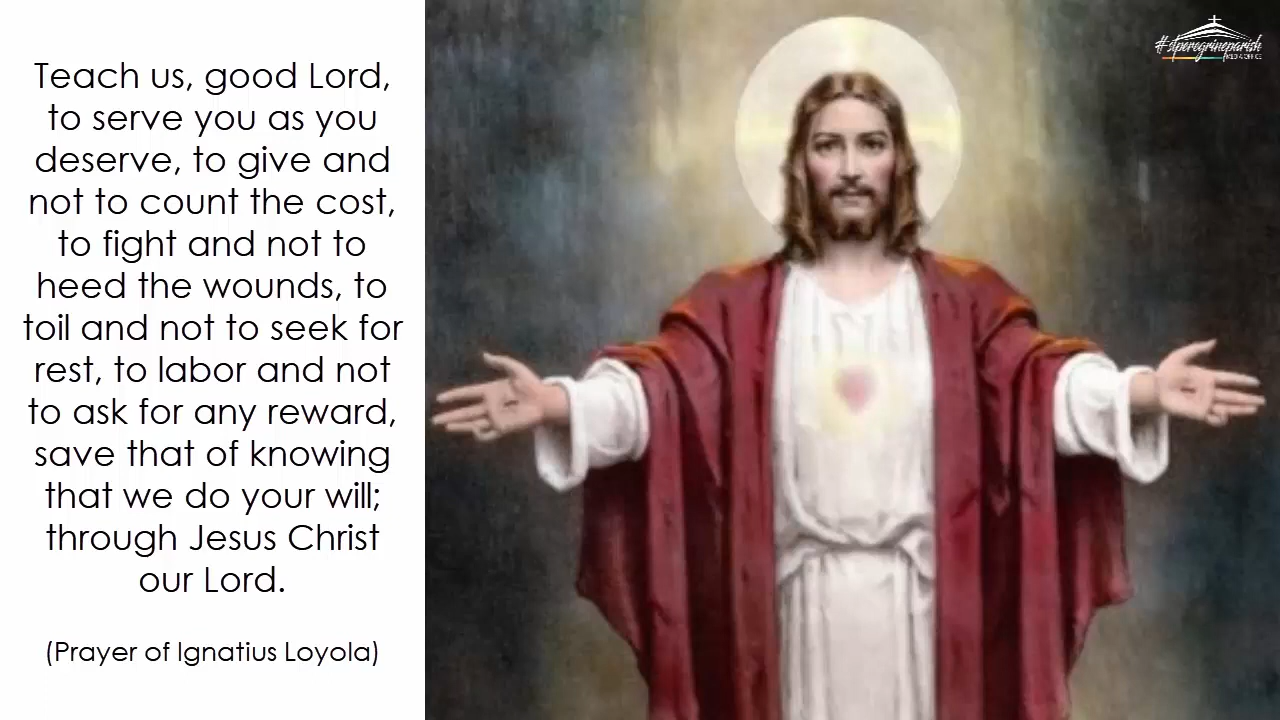 Teach us, good Lord,
to serve you as you
deserve, to give and
not to count the cost,
to fight and not to
heed the wounds, to
toil and not to seek for
rest, to labor and not
to ask for any reward,
save that of knowing
that we do your will;
through Jesus Christ
our Lord.
(Prayer of Ignatius Loyola)
#stperegrineparish